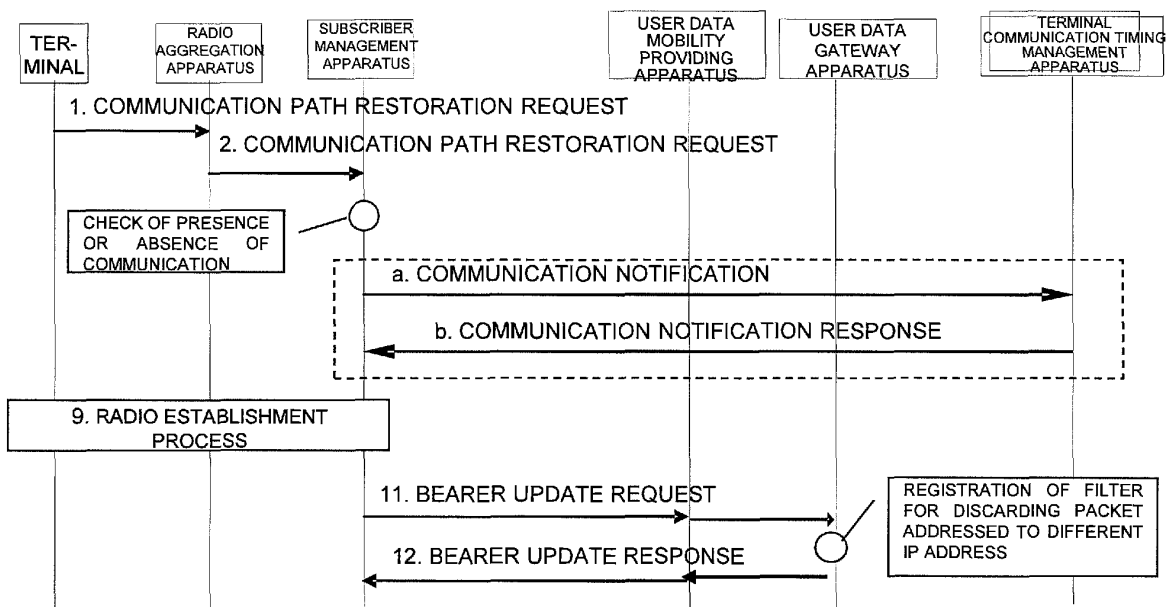 TER-
MINAL
RADIO
AGGREGATION
APPARATUS
SUBSCRIBER
MANAGEMENT
APPARATUS
USER DATA
MOBILITY
PROVIDING
APPARATUS
USER DATA
GATEWAY
APPARATUS
TERMINAL
COMMUNICATION TIMING
MANAGEMENT
APPARATUS
1. COMMUNICATION PATH RESTORATION REQUEST
2. COMMUNICATION PATH RESTORATION REQUEST
CHECK OF PRESENCE
OR ABSENCE OF
COMMUNICATION
a. COMMUNICATION NOTIFICATION
b. COMMUNICATION NOTIFICATION RESPONSE
9. RADIO ESTABLISHMENT
PROCESS
11. BEARER UPDATE REQUEST
REGISTRATION OF FILTER
FOR DISCARDING PACKET
ADDRESSED TO DIFFERENT
IP ADDRESS
12. BEARER UPDATE RESPONSE